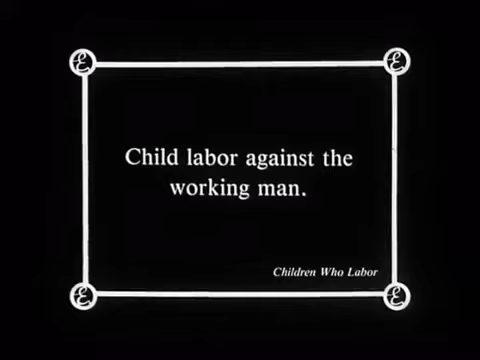 Ɛ Ɛ
Child labor against the
working man.
Children Who Labor
Ɛ Ɛ